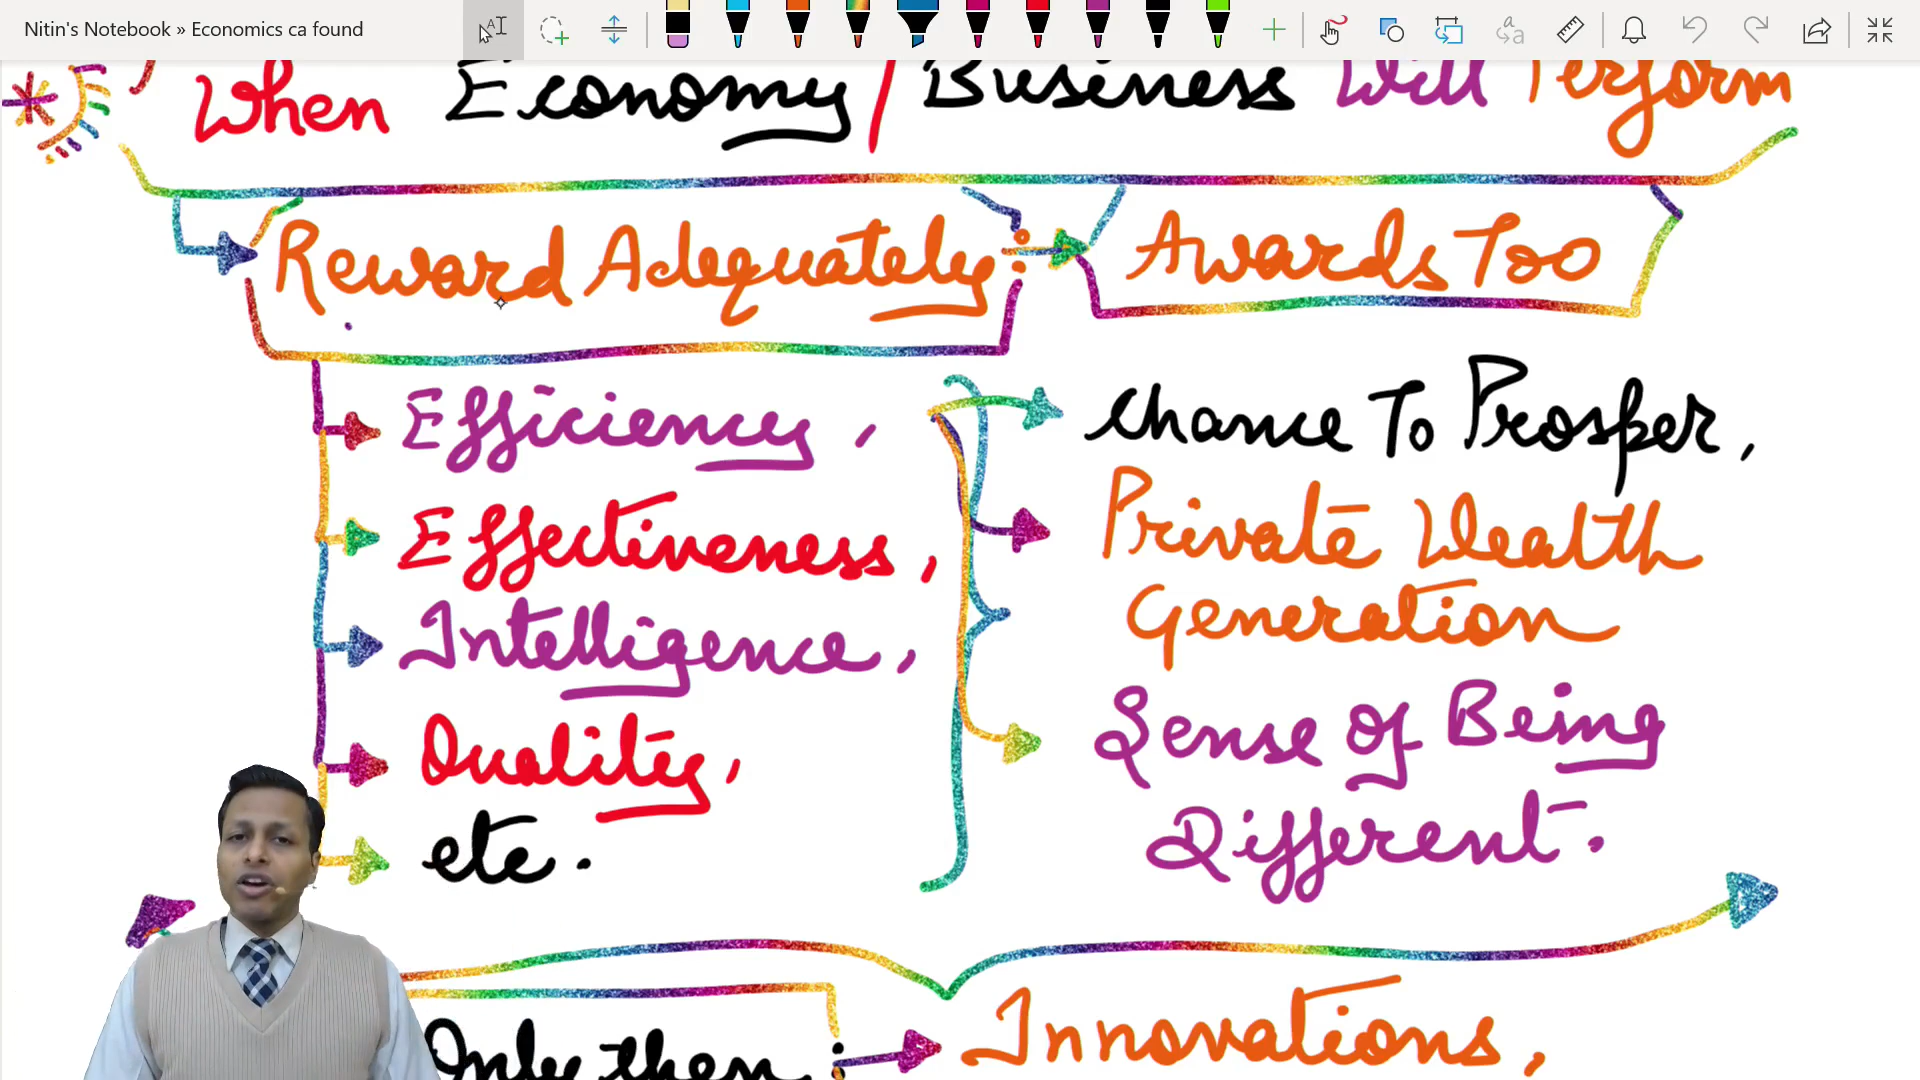 Nitin's Notebook » Economics ca found
When Economy / Business Will Perform
Reward Adequately : Awards Too
Efficiency ,
Effectiveness ,
Intelligence ,
Quality ,
etc .
Chance To Prosper ,
Private Wealth
Generation
Sense of Being
Different .
Only then : Innovations ,